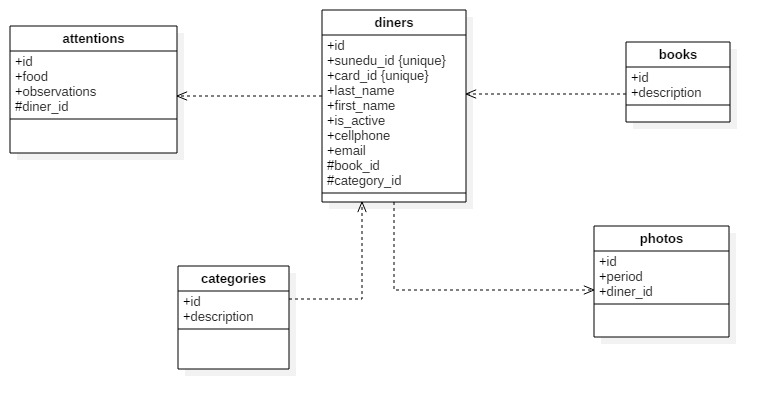 attentions
+id
+food
+observations
#diner_id
diners
+id
+sunedu_id {unique}
+card_id {unique}
+last_name
+first_name
+is_active
+cellphone
+email
#book_id
#category_id
books
+id
+description
categories
+id
+description
photos
+id
+period
+diner_id